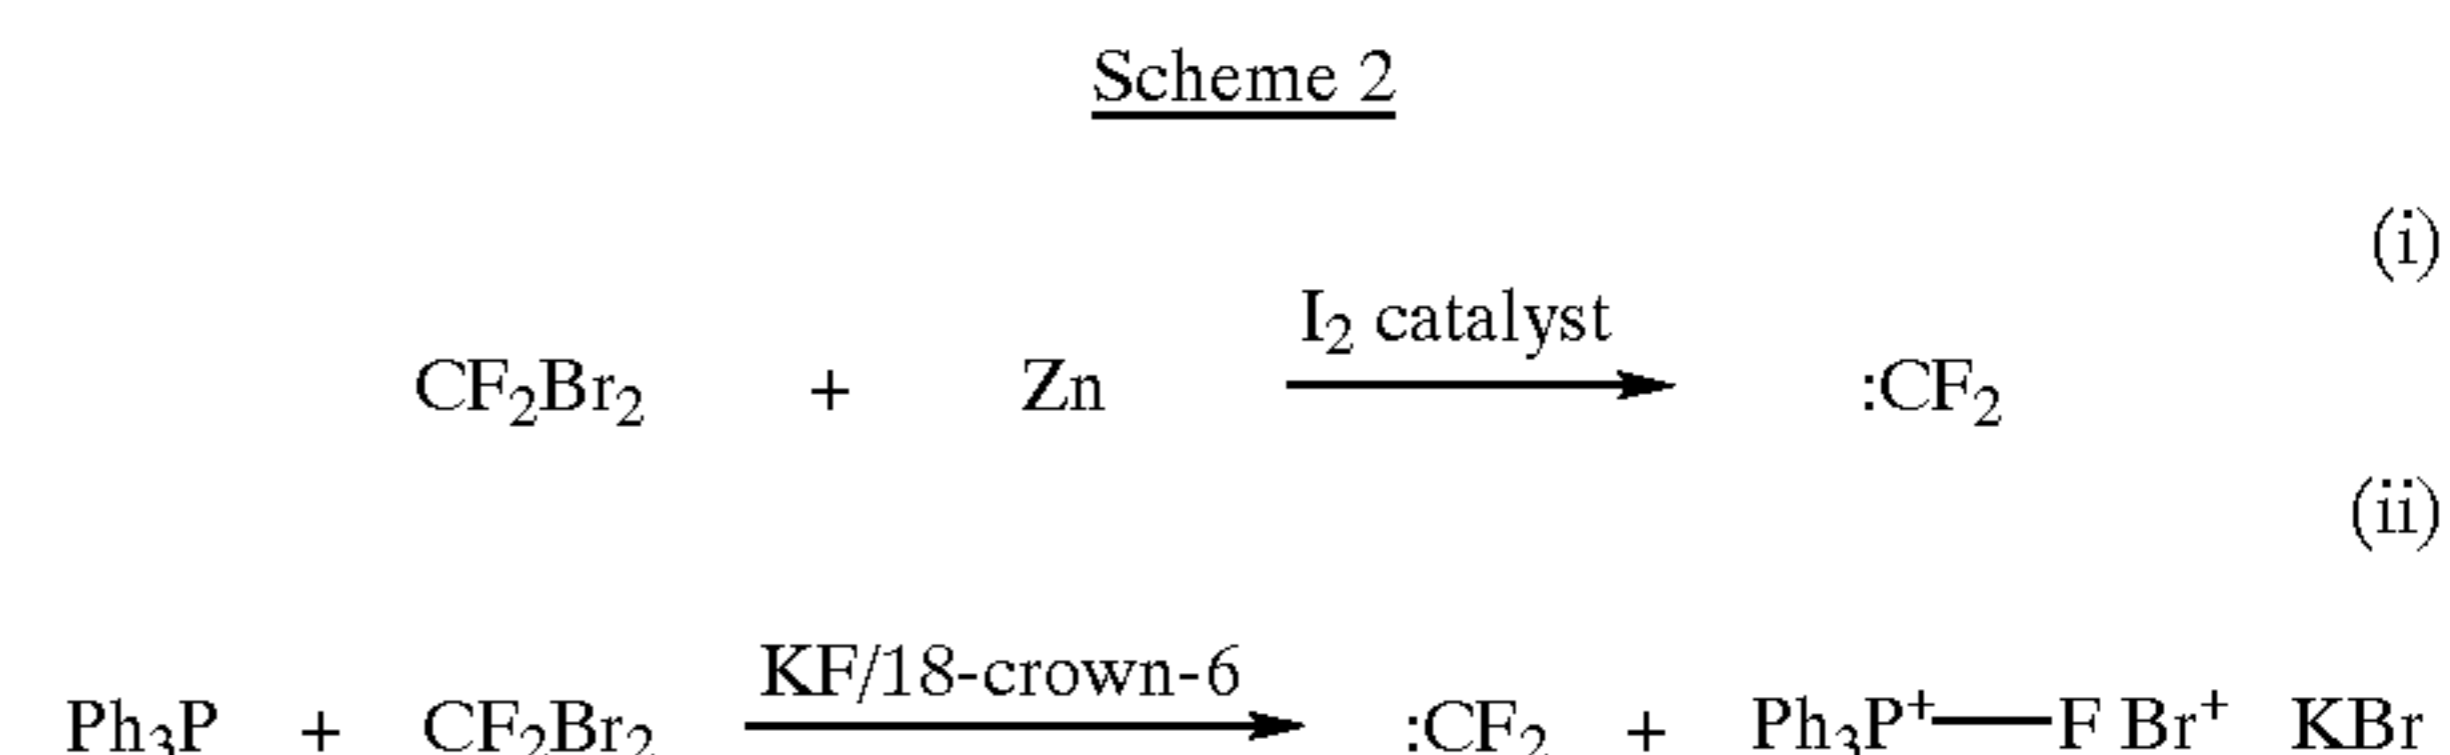 Scheme 2
(i)
I₂ catalyst
CF₂Br₂ + Zn → :CF₂
(ii)
KF/18-crown-6
Ph₃P + CF₂Br₂ → :CF₂ + Ph₃P⁺—F Br⁺ KBr